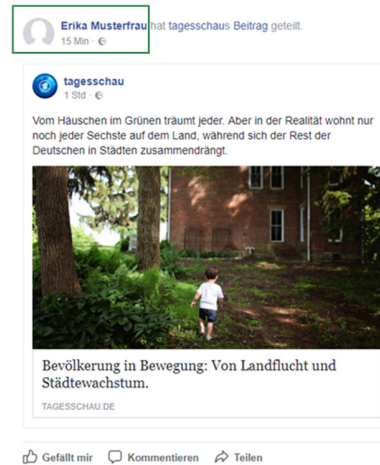 Erika Musterfrau hat tagesschaus Beitrag geteilt.
15 Min ·
tagesschau
1 Std ·
Vom Häuschen im Grünen träumt jeder. Aber in der Realität wohnt nur
noch jeder Sechste auf dem Land, während sich der Rest der
Deutschen in Städten zusammendrängt.
Bevölkerung in Bewegung: Von Landflucht und
Städtewachstum.
TAGESSCHAU.DE
Gefällt mir Kommentieren Teilen